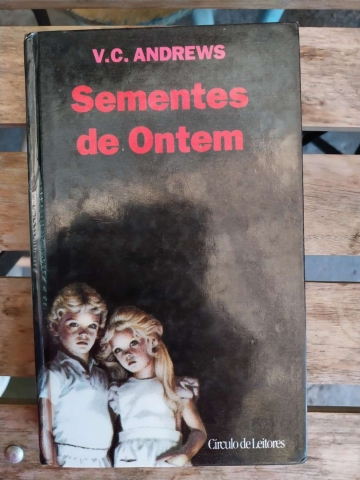 V.C. ANDREWS
Sementes
de Ontem
Círculo de Leitores